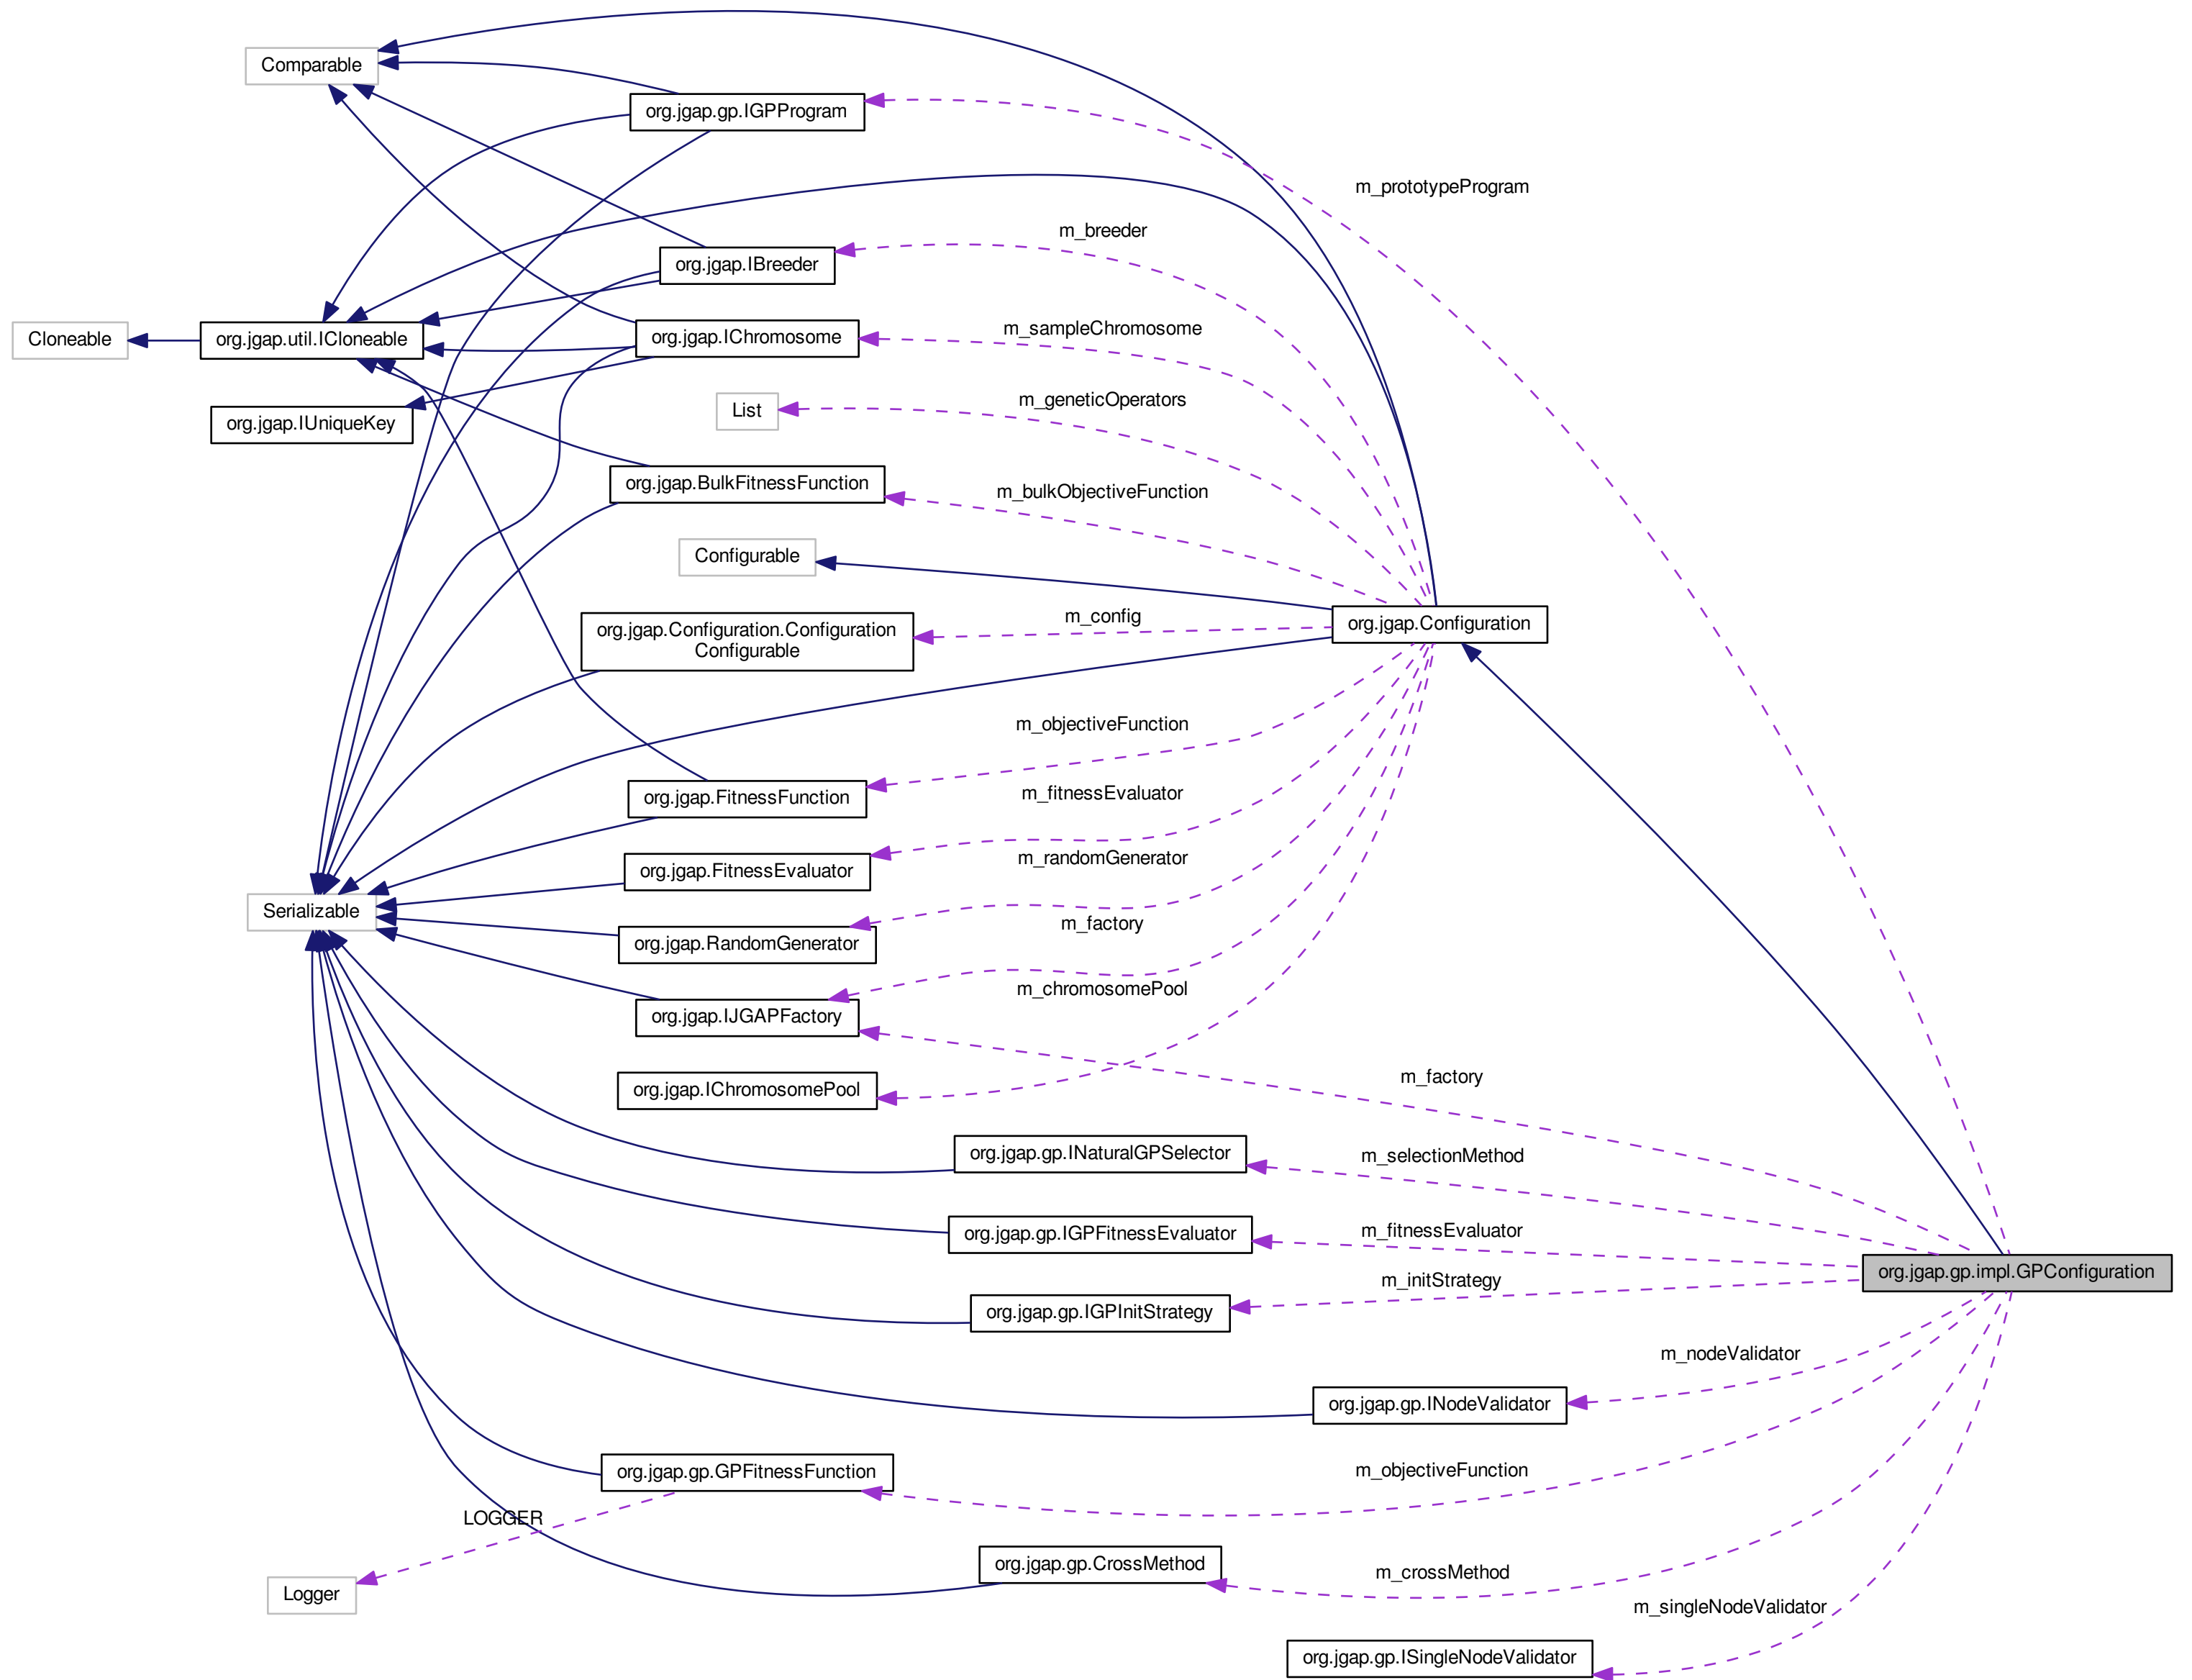 Comparable
org.jgap.gp.IGPProgram
m_prototypeProgram
m_breeder
org.jgap.IBreeder
m_sampleChromosome
Cloneable
org.jgap.util.ICloneable
org.jgap.IChromosome
m_geneticOperators
List
org.jgap.IUniqueKey
org.jgap.BulkFitnessFunction
m_bulkObjectiveFunction
Configurable
m_config
org.jgap.Configuration
org.jgap.Configuration.Configuration
Configurable
m_objectiveFunction
m_fitnessEvaluator
org.jgap.FitnessFunction
m_randomGenerator
org.jgap.FitnessEvaluator
Serializable
m_factory
org.jgap.RandomGenerator
m_chromosomePool
org.jgap.IJGAPFactory
m_factory
org.jgap.IChromosomePool
org.jgap.gp.INaturalGPSelector
m_selectionMethod
org.jgap.gp.IGPFitnessEvaluator
m_fitnessEvaluator
org.jgap.gp.impl.GPConfiguration
m_initStrategy
org.jgap.gp.IGPInitStrategy
m_nodeValidator
org.jgap.gp.INodeValidator
org.jgap.gp.GPFitnessFunction
m_objectiveFunction
LOGGER
org.jgap.gp.CrossMethod
m_crossMethod
Logger
m_singleNodeValidator
org.jgap.gp.ISingleNodeValidator